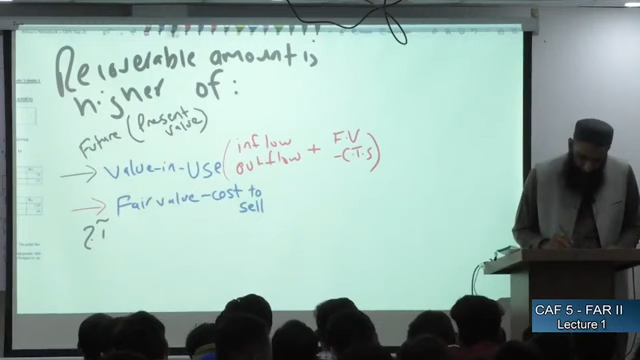 Recoverable amount is
higher of:
Future (Present
value)
→ Value-in-Use ( inflow
outflow + F.V
-C.T.S )
→ Fair value-cost to
sell
CAF 5 - FAR II
Lecture 1